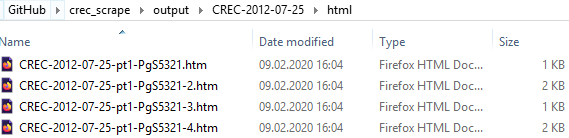 GitHub > crec_scrape > output > CREC-2012-07-25 > html
Name Date modified Type Size
CREC-2012-07-25-pt1-PgS5321.htm 09.02.2020 16:04 Firefox HTML Doc... 1 KB
CREC-2012-07-25-pt1-PgS5321-2.htm 09.02.2020 16:04 Firefox HTML Doc... 2 KB
CREC-2012-07-25-pt1-PgS5321-3.htm 09.02.2020 16:04 Firefox HTML Doc... 1 KB
CREC-2012-07-25-pt1-PgS5321-4.htm 09.02.2020 16:04 Firefox HTML Doc... 2 KB